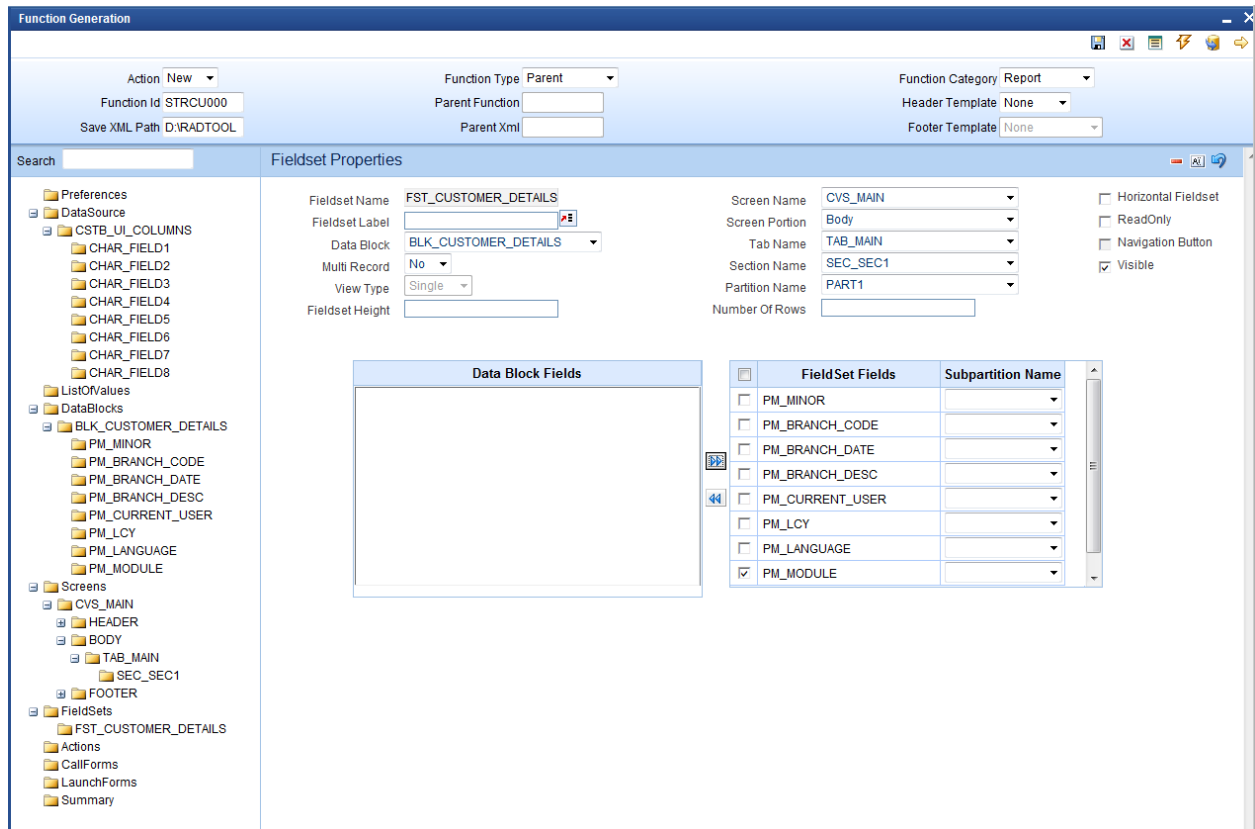 Function Generation
Action New
Function Type Parent
Function Category Report
Function Id STRCU000
Parent Function
Header Template None
Save XML Path D:\RADTOOL
Parent Xml
Footer Template None
Search
Fieldset Properties
Preferences
DataSource
CSTB_UI_COLUMNS
CHAR_FIELD1
CHAR_FIELD2
CHAR_FIELD3
CHAR_FIELD4
CHAR_FIELD5
CHAR_FIELD6
CHAR_FIELD7
CHAR_FIELD8
ListOfValues
DataBlocks
BLK_CUSTOMER_DETAILS
PM_MINOR
PM_BRANCH_CODE
PM_BRANCH_DATE
PM_BRANCH_DESC
PM_CURRENT_USER
PM_LCY
PM_LANGUAGE
PM_MODULE
Screens
CVS_MAIN
HEADER
BODY
TAB_MAIN
SEC_SEC1
FOOTER
FieldSets
FST_CUSTOMER_DETAILS
Actions
CallForms
LaunchForms
Summary
Fieldset Name FST_CUSTOMER_DETAILS
Fieldset Label
Data Block BLK_CUSTOMER_DETAILS
Multi Record No
View Type Single
Fieldset Height
Screen Name CVS_MAIN
Screen Portion Body
Tab Name TAB_MAIN
Section Name SEC_SEC1
Partition Name PART1
Number Of Rows
Horizontal Fieldset
ReadOnly
Navigation Button
Visible
Data Block Fields
FieldSet Fields Subpartition Name
PM_MINOR
PM_BRANCH_CODE
PM_BRANCH_DATE
PM_BRANCH_DESC
PM_CURRENT_USER
PM_LCY
PM_LANGUAGE
PM_MODULE